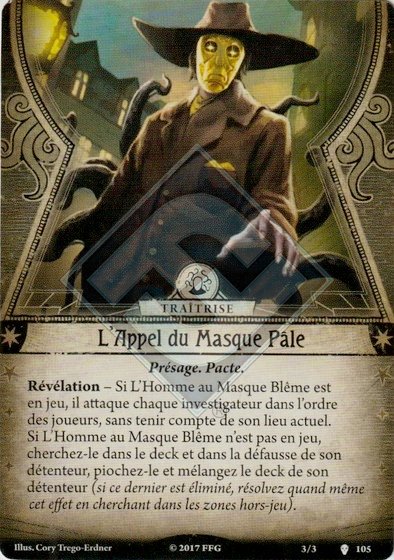 TRAÎTRISE
L'Appel du Masque Pâle
Présage. Pacte.
Révélation – Si L'Homme au Masque Blême est
en jeu, il attaque chaque investigateur dans l'ordre
des joueurs, sans tenir compte de son lieu actuel.
Si L'Homme au Masque Blême n'est pas en jeu,
cherchez-le dans le deck et dans la défausse de son
détenteur, piochez-le et mélangez le deck de son
détenteur (si ce dernier est éliminé, résolvez quand même
cet effet en cherchant dans les zones hors-jeu).
Illus. Cory Trego-Erdner © 2017 FFG 3/3 105